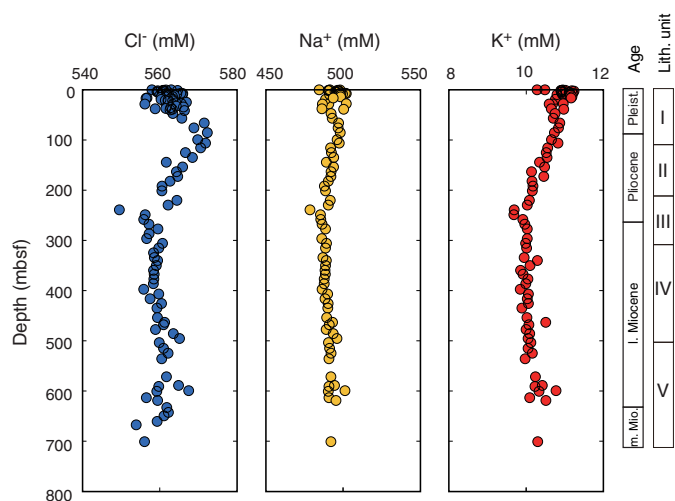 Cl⁻ (mM) Na⁺ (mM) K⁺ (mM)
540 560 580 450 500 550 8 10 12
Age
Lith. unit
0
100
200
300
400
500
600
700
800
Depth (mbsf)
Pleist.
Pliocene
l. Miocene
m. Mio.
I
II
III
IV
V